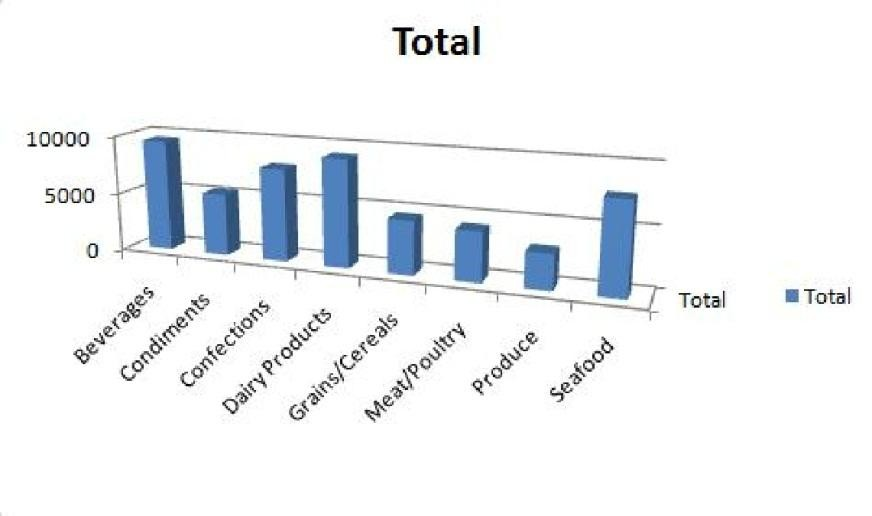 Total
10000
5000
0
Beverages
Condiments
Confections
Dairy Products
Grains/Cereals
Meat/Poultry
Produce
Seafood
Total
Total